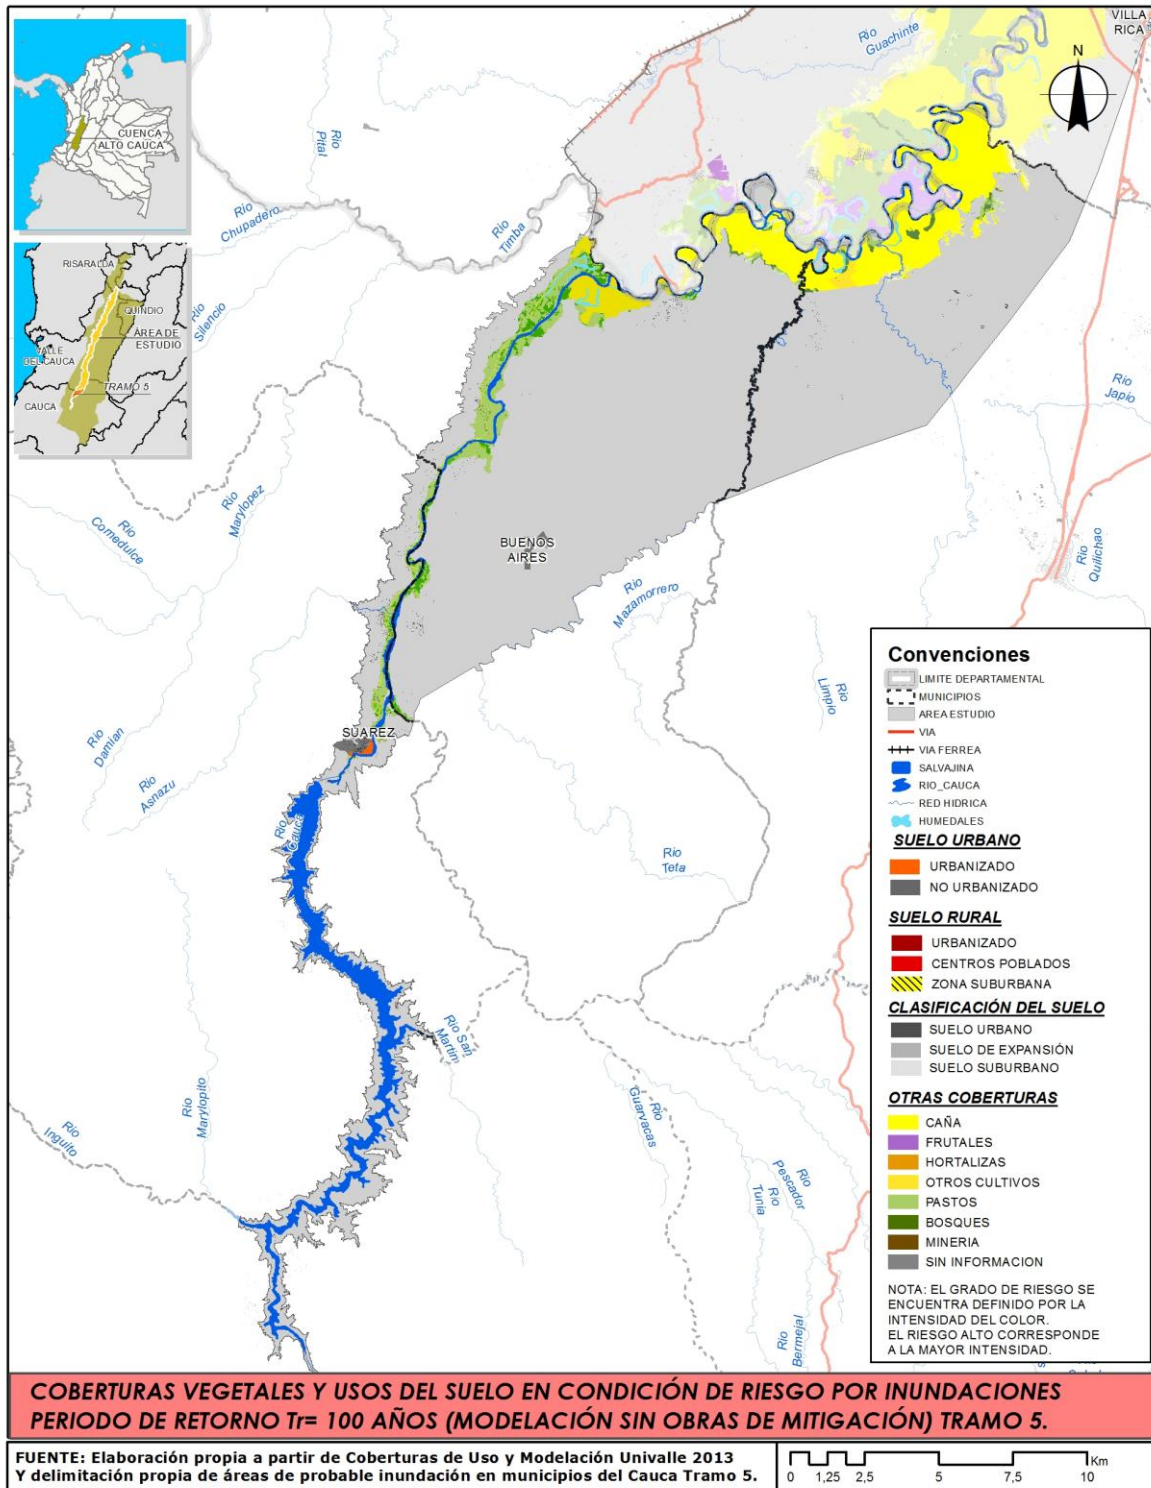 VILLA
RICA
Rio
Guachinte
N
CUENCA
ALTO CAUCA
Rio
Pital
Rio
Chupadero
Rio
Timba
RISARALDA
QUINDIO
Rio
Silencio
ÁREA DE
ESTUDIO
VALLE
DEL CAUCA
TRAMO 5
CAUCA
Rio
Japio
Rio
Marylopez
Rio
Comedulce
BUENOS
AIRES
Rio
Quilichao
Rio
Mazamorrero
Rio
Limpio
Rio
Damian
SUAREZ
Rio
Asnazu
Rio
Cauca
Rio
Teta
Rio San
Martin
Rio
Marylopito
Rio
Inguito
Rio
Guarvacas
Rio
Pescador
Rio
Tunia
Rio
Bermejal
Convenciones
LIMITE DEPARTAMENTAL
MUNICIPIOS
AREA ESTUDIO
VIA
VIA FERREA
SALVAJINA
RIO_CAUCA
RED HIDRICA
HUMEDALES
SUELO URBANO
URBANIZADO
NO URBANIZADO
SUELO RURAL
URBANIZADO
CENTROS POBLADOS
ZONA SUBURBANA
CLASIFICACIÓN DEL SUELO
SUELO URBANO
SUELO DE EXPANSIÓN
SUELO SUBURBANO
OTRAS COBERTURAS
CAÑA
FRUTALES
HORTALIZAS
OTROS CULTIVOS
PASTOS
BOSQUES
MINERIA
SIN INFORMACION
NOTA: EL GRADO DE RIESGO SE
ENCUENTRA DEFINIDO POR LA
INTENSIDAD DEL COLOR.
EL RIESGO ALTO CORRESPONDE
A LA MAYOR INTENSIDAD.
COBERTURAS VEGETALES Y USOS DEL SUELO EN CONDICIÓN DE RIESGO POR INUNDACIONES
PERIODO DE RETORNO Tr= 100 AÑOS (MODELACIÓN SIN OBRAS DE MITIGACIÓN) TRAMO 5.
FUENTE: Elaboración propia a partir de Coberturas de Uso y Modelación Univalle 2013
Y delimitación propia de áreas de probable inundación en municipios del Cauca Tramo 5.
Km
0 1,25 2,5 5 7,5 10